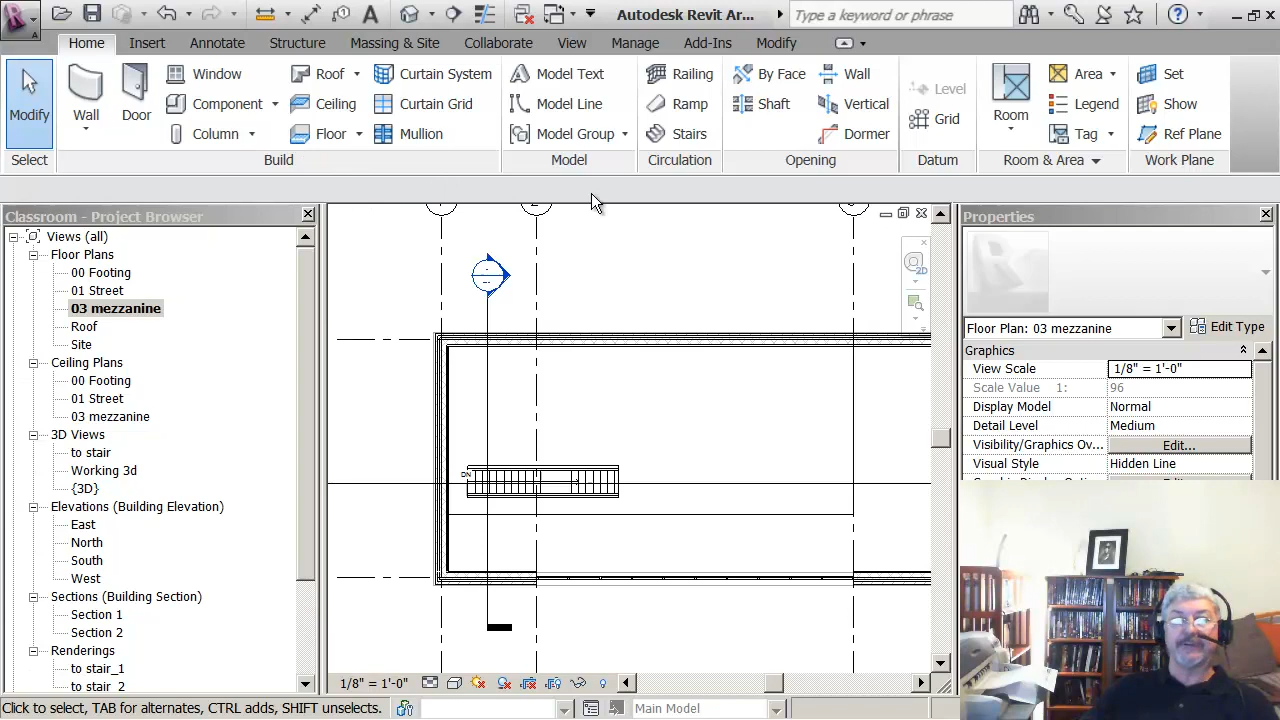 Autodesk Revit Ar...
Type a keyword or phrase
Home Insert Annotate Structure Massing & Site Collaborate View Manage Add-Ins Modify
Modify
Wall
Door
Window
Component
Column
Roof
Ceiling
Floor
Curtain System
Curtain Grid
Mullion
Model Text
Model Line
Model Group
Railing
Ramp
Stairs
By Face
Shaft
Wall
Vertical
Dormer
Level
Grid
Room
Area
Legend
Tag
Set
Show
Ref Plane
Select Build Model Circulation Opening Datum Room & Area Work Plane
Classroom - Project Browser
Views (all)
Floor Plans
00 Footing
01 Street
03 mezzanine
Roof
Site
Ceiling Plans
00 Footing
01 Street
03 mezzanine
3D Views
to stair
Working 3d
{3D}
Elevations (Building Elevation)
East
North
South
West
Sections (Building Section)
Section 1
Section 2
Renderings
to stair_1
to stair_2
DN
2D
1/8" = 1'-0"
Properties
Floor Plan: 03 mezzanine
Edit Type
Graphics
View Scale 1/8" = 1'-0"
Scale Value 1: 96
Display Model Normal
Detail Level Medium
Visibility/Graphics Ov... Edit...
Visual Style Hidden Line
Click to select, TAB for alternates, CTRL adds, SHIFT unselects.
Main Model